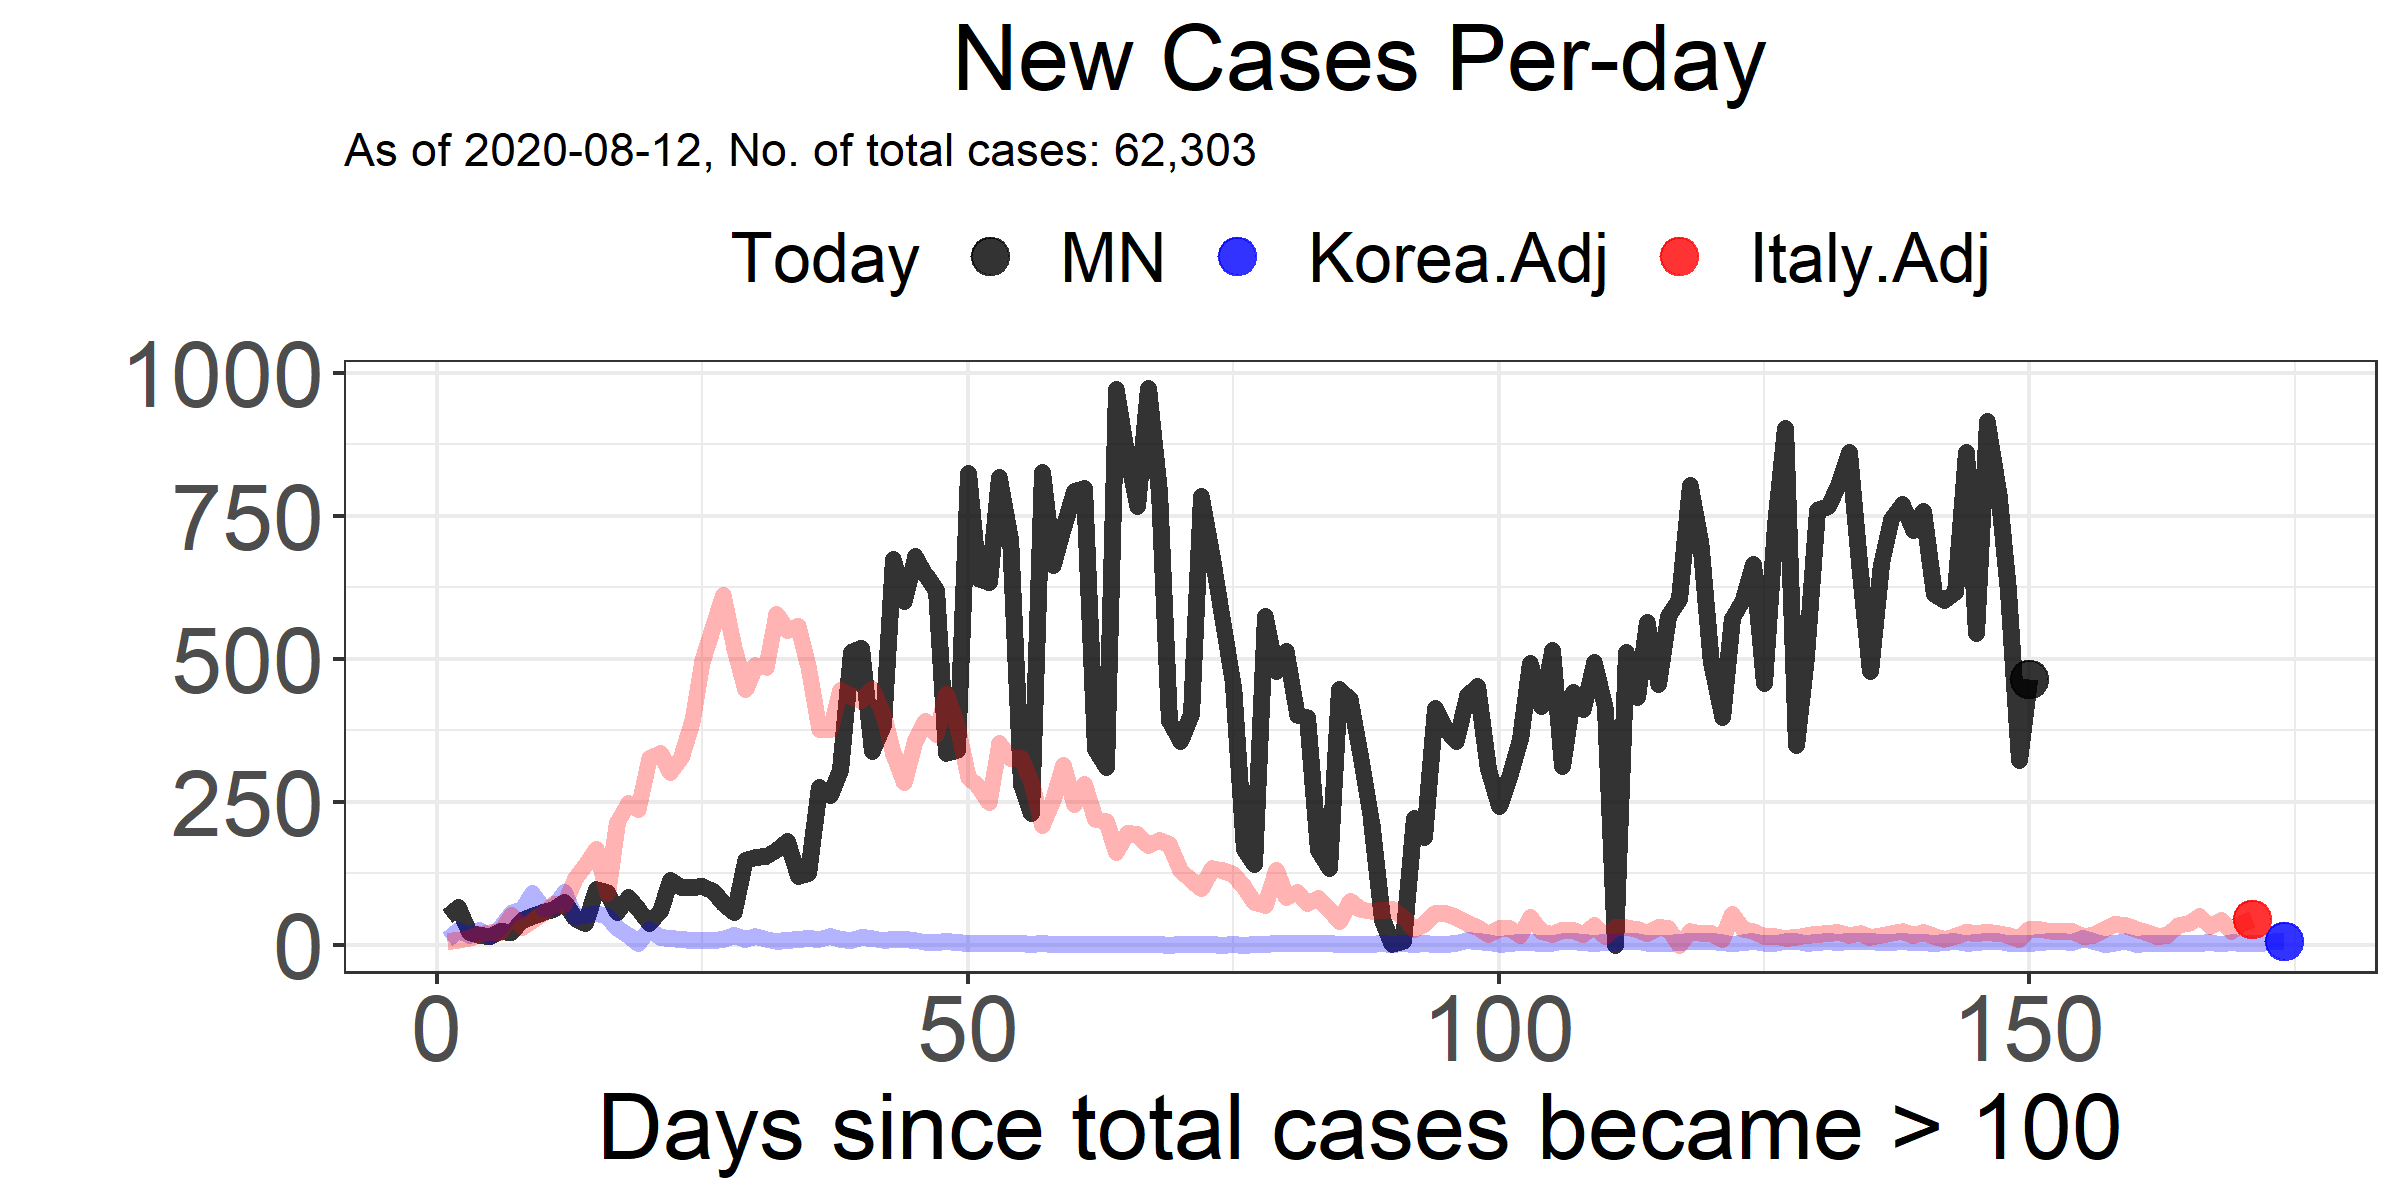 New Cases Per-day
As of 2020-08-12, No. of total cases: 62,303
Today MN Korea.Adj Italy.Adj
1000
750
500
250
0
0 50 100 150
Days since total cases became > 100